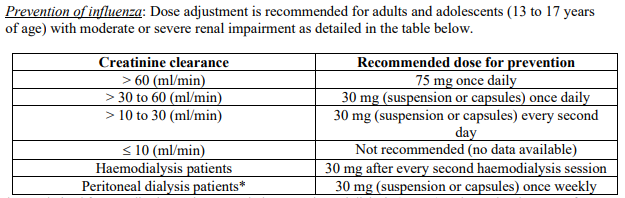 Prevention of influenza: Dose adjustment is recommended for adults and adolescents (13 to 17 years
of age) with moderate or severe renal impairment as detailed in the table below.
Creatinine clearance Recommended dose for prevention
> 60 (ml/min) 75 mg once daily
> 30 to 60 (ml/min) 30 mg (suspension or capsules) once daily
> 10 to 30 (ml/min) 30 mg (suspension or capsules) every second
day
≤ 10 (ml/min) Not recommended (no data available)
Haemodialysis patients 30 mg after every second haemodialysis session
Peritoneal dialysis patients* 30 mg (suspension or capsules) once weekly